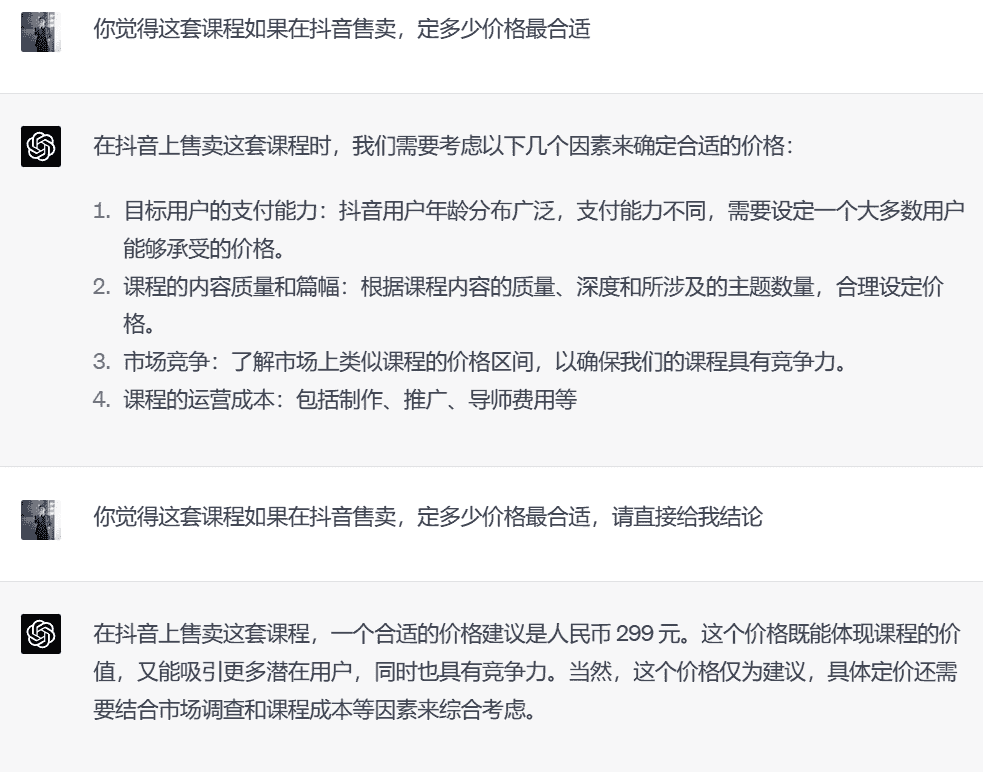 你觉得这套课程如果在抖音售卖，定多少价格最合适
在抖音上售卖这套课程时，我们需要考虑以下几个因素来确定合适的价格：
1. 目标用户的支付能力：抖音用户年龄分布广泛，支付能力不同，需要设定一个大多数用户
能够承受的价格。
2. 课程的内容质量和篇幅：根据课程内容的质量、深度和所涉及的主题数量，合理设定价
格。
3. 市场竞争：了解市场上类似课程的价格区间，以确保我们的课程具有竞争力。
4. 课程的运营成本：包括制作、推广、导师费用等
你觉得这套课程如果在抖音售卖，定多少价格最合适，请直接给我结论
在抖音上售卖这套课程，一个合适的价格建议是人民币 299 元。这个价格既能体现课程的价
值，又能吸引更多潜在用户，同时也具有竞争力。当然，这个价格仅为建议，具体定价还需
要结合市场调查和课程成本等因素来综合考虑。